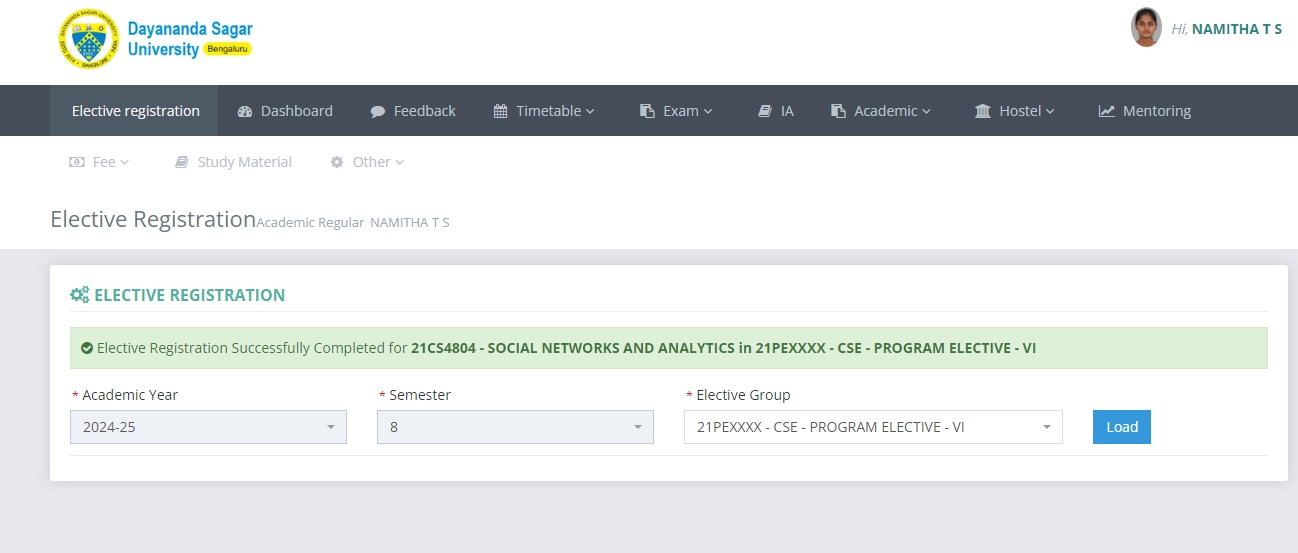 Dayananda Sagar
University Bengaluru
Hi, NAMITHA T S
Elective registration Dashboard Feedback Timetable Exam IA Academic Hostel Mentoring
Fee Study Material Other
Elective Registration Academic Regular NAMITHA T S
ELECTIVE REGISTRATION
Elective Registration Successfully Completed for 21CS4804 - SOCIAL NETWORKS AND ANALYTICS in 21PEXXXX - CSE - PROGRAM ELECTIVE - VI
* Academic Year * Semester * Elective Group
2024-25 8 21PEXXXX - CSE - PROGRAM ELECTIVE - VI Load